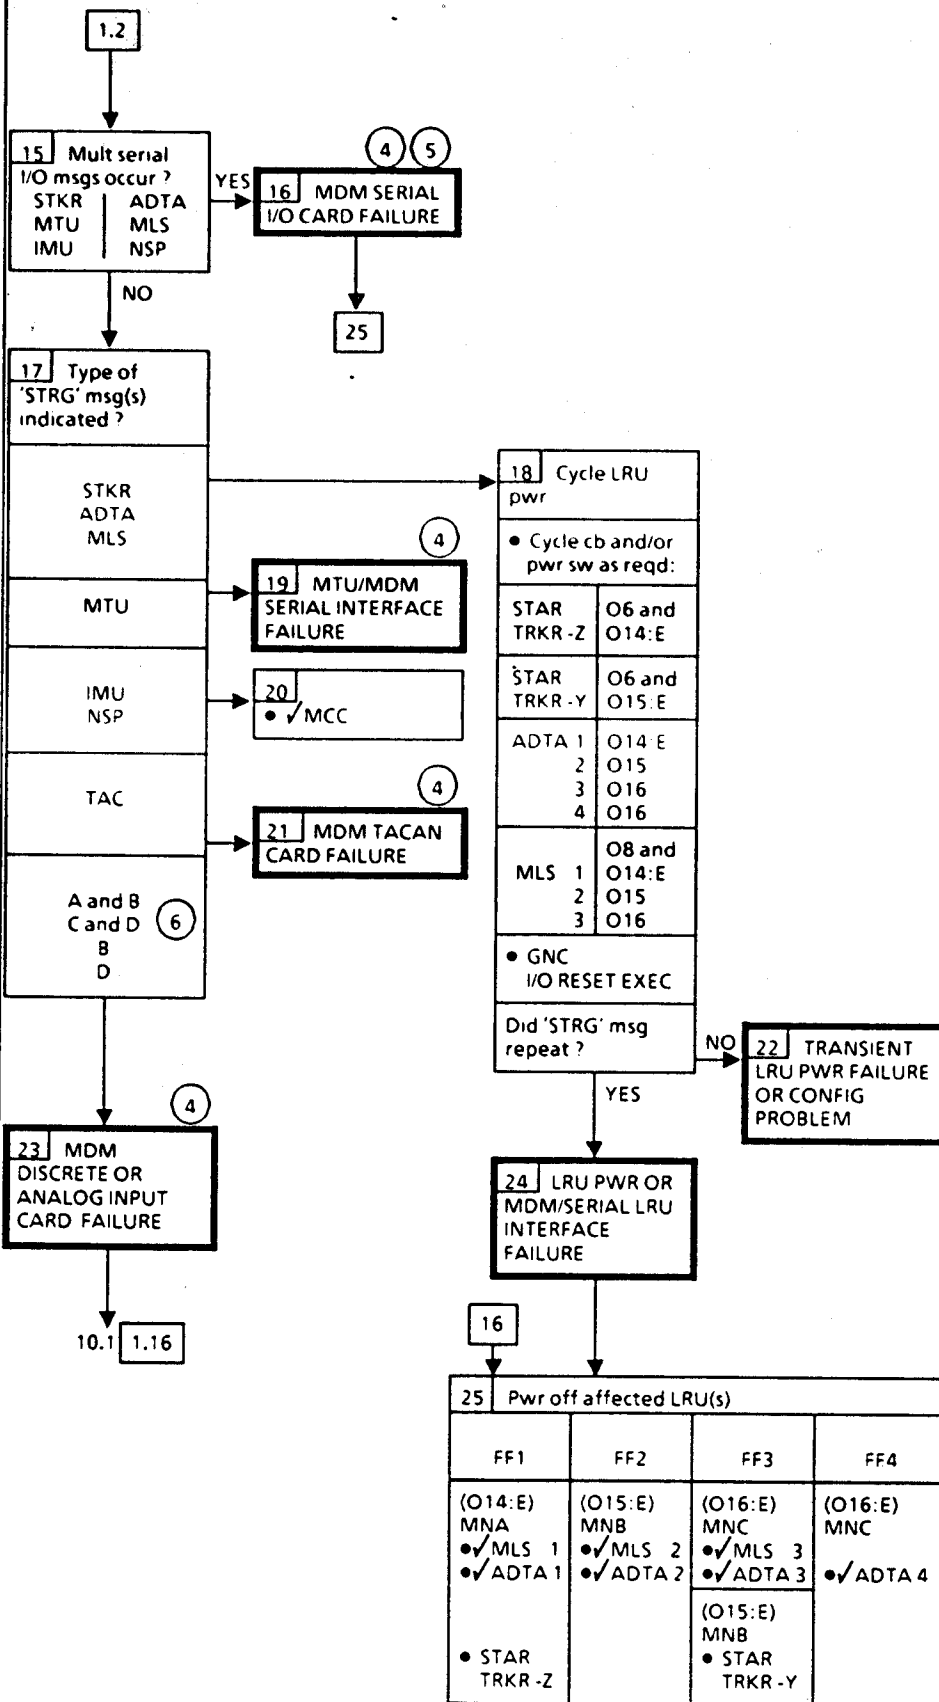 1.2
15 Mult serial
I/O msgs occur ?
STKR ADTA
MTU MLS
IMU NSP
YES
4 5
16 MDM SERIAL
I/O CARD FAILURE
25
NO
17 Type of
'STRG' msg(s)
indicated ?
STKR
ADTA
MLS
MTU
IMU
NSP
TAC
A and B
C and D 6
B
D
4
19 MTU/MDM
SERIAL INTERFACE
FAILURE
20
• ✓MCC
4
21 MDM TACAN
CARD FAILURE
18 Cycle LRU
pwr
• Cycle cb and/or
pwr sw as reqd:
STAR O6 and
TRKR-Z O14:E
STAR O6 and
TRKR-Y O15:E
ADTA 1 O14:E
2 O15
3 O16
4 O16
O8 and
MLS 1 O14:E
2 O15
3 O16
• GNC
I/O RESET EXEC
Did 'STRG' msg
repeat ?
NO
22 TRANSIENT
LRU PWR FAILURE
OR CONFIG
PROBLEM
YES
4
23 MDM
DISCRETE OR
ANALOG INPUT
CARD FAILURE
10.1 1.16
24 LRU PWR OR
MDM/SERIAL LRU
INTERFACE
FAILURE
16
25 Pwr off affected LRU(s)
FF1 FF2 FF3 FF4
(O14:E) (O15:E) (O16:E) (O16:E)
MNA MNB MNC MNC
•✓MLS 1 •✓MLS 2 •✓MLS 3
•✓ADTA 1 •✓ADTA 2 •✓ADTA 3 •✓ADTA 4
(O15:E)
MNB
• STAR • STAR
TRKR-Z TRKR-Y